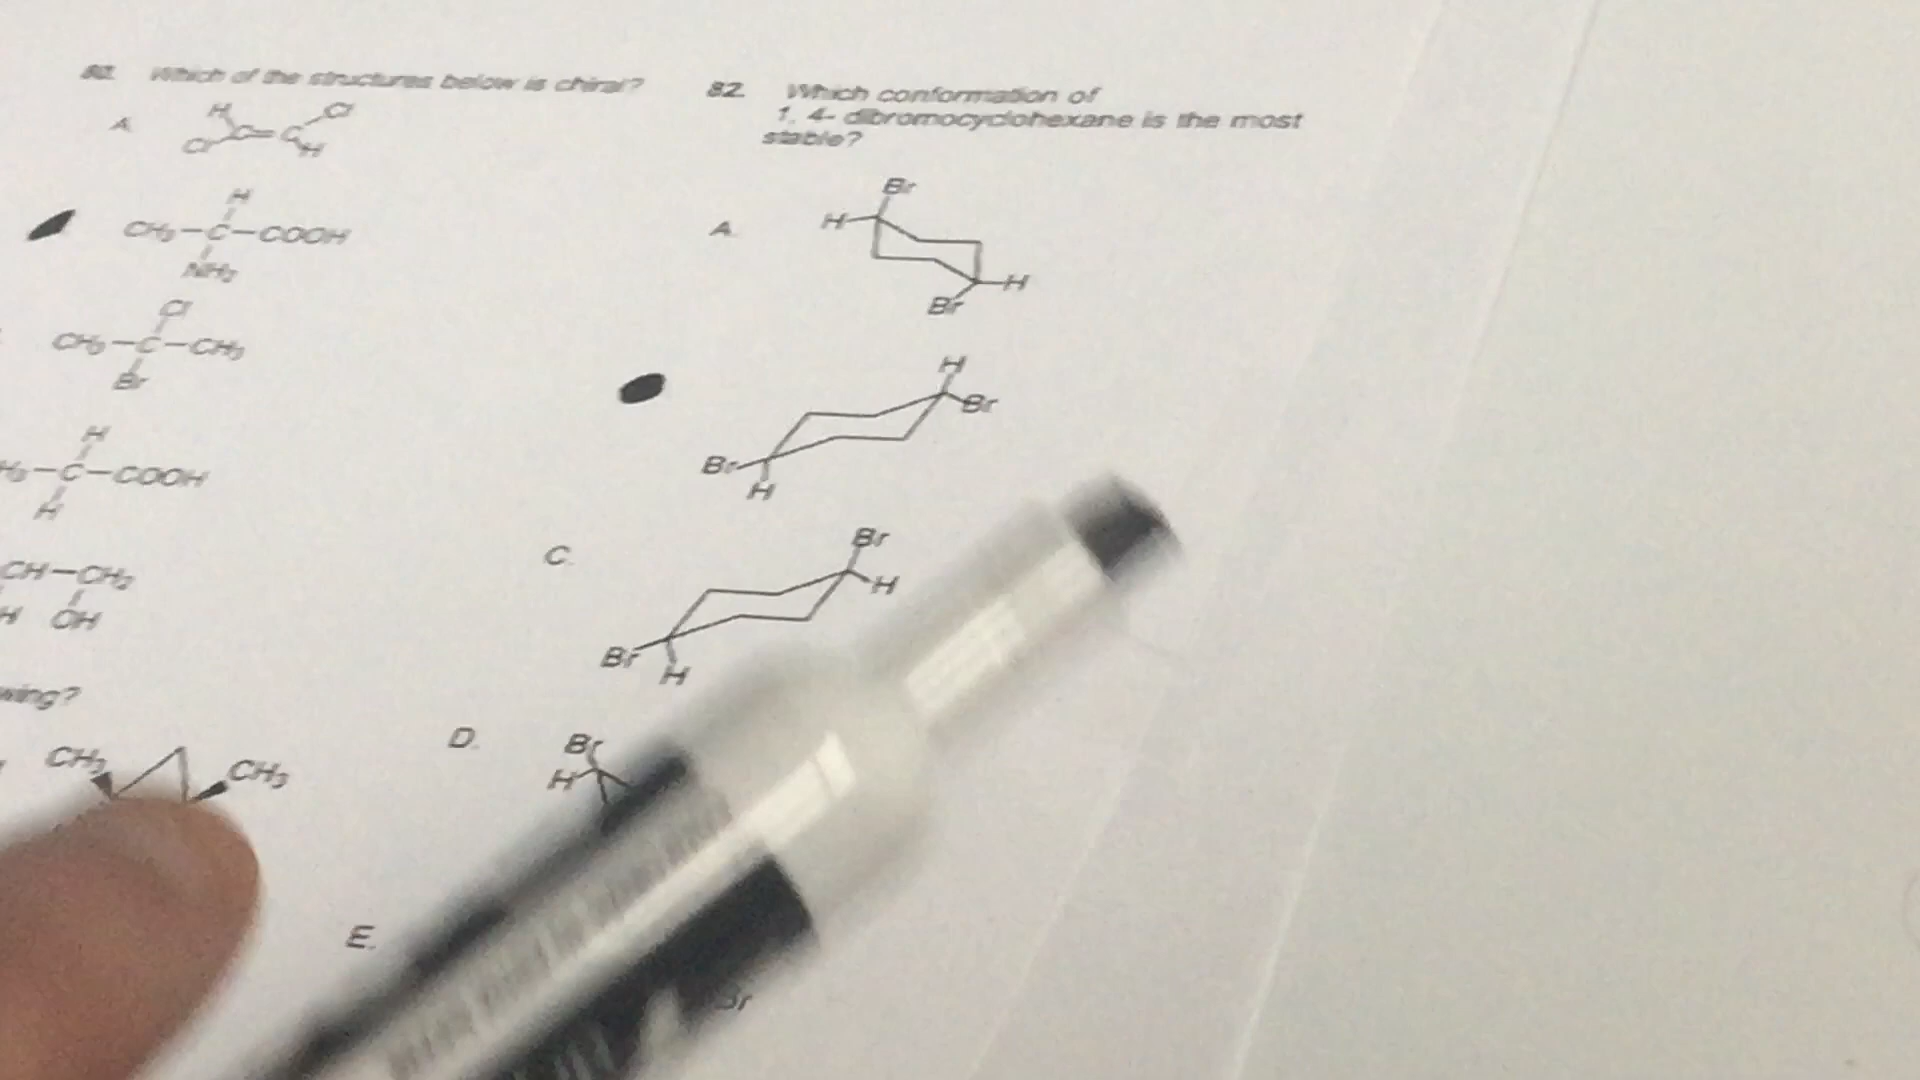 80. Which of the structures below is chiral?
A.
H
Cl
C=C
Cl
H
H
CH3-C-COOH
NH2
Cl
CH3-C-CH3
Br
H
-C-COOH
H
CH-CH2
H OH
CH3
CH3
82. Which conformation of
1, 4- dibromocyclohexane is the most
stable?
A.
Br
H
H
Br
H
Br
Br
H
C.
Br
H
Br
H
D.
Br
H
E.
Br